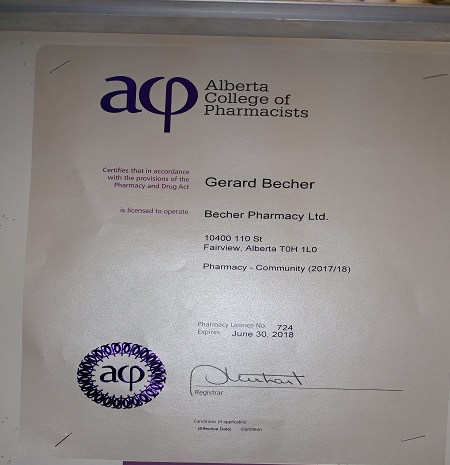 acp
Alberta
College of
Pharmacists
Certifies that in accordance
with the provisions of the
Pharmacy and Drug Act
Gerard Becher
is licensed to operate
Becher Pharmacy Ltd.
10400 110 St
Fairview, Alberta T0H 1L0
Pharmacy - Community (2017/18)
Pharmacy Licence No. 724
Expires June 30, 2018
acp
Registrar
Conditions (if applicable)
(Effective Date) Condition